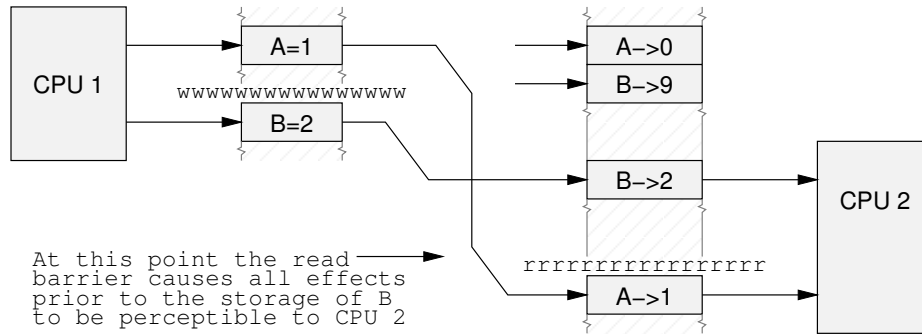 CPU 1
A=1
wwwwwwwwwwwwwwww
B=2
A->0
B->9
B->2
CPU 2
At this point the read
barrier causes all effects
prior to the storage of B
to be perceptible to CPU 2
rrrrrrrrrrrrrrrrr
A->1